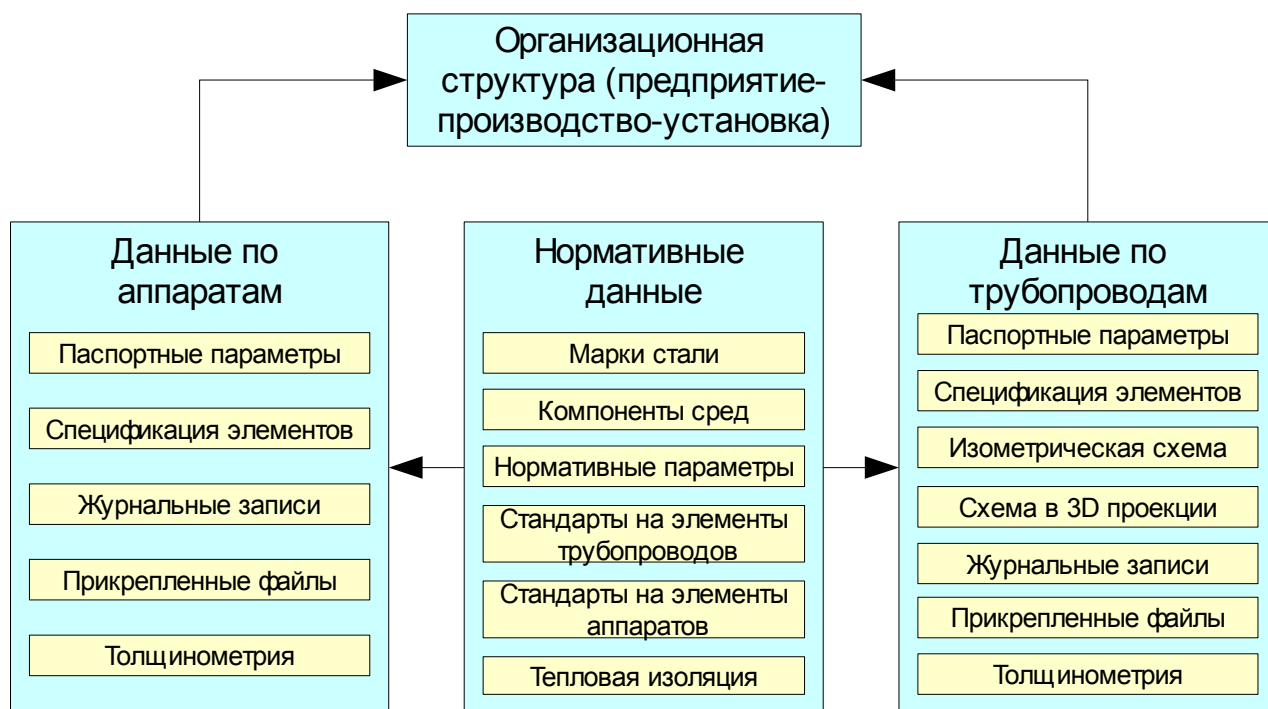 Организационная
структура (предприятие-
производство-установка)
Данные по
аппаратам
Паспортные параметры
Спецификация элементов
Журнальные записи
Прикрепленные файлы
Толщинометрия
Нормативные
данные
Марки стали
Компоненты сред
Нормативные параметры
Стандарты на элементы
трубопроводов
Стандарты на элементы
аппаратов
Тепловая изоляция
Данные по
трубопроводам
Паспортные параметры
Спецификация элементов
Изометрическая схема
Схема в 3D проекции
Журнальные записи
Прикрепленные файлы
Толщинометрия